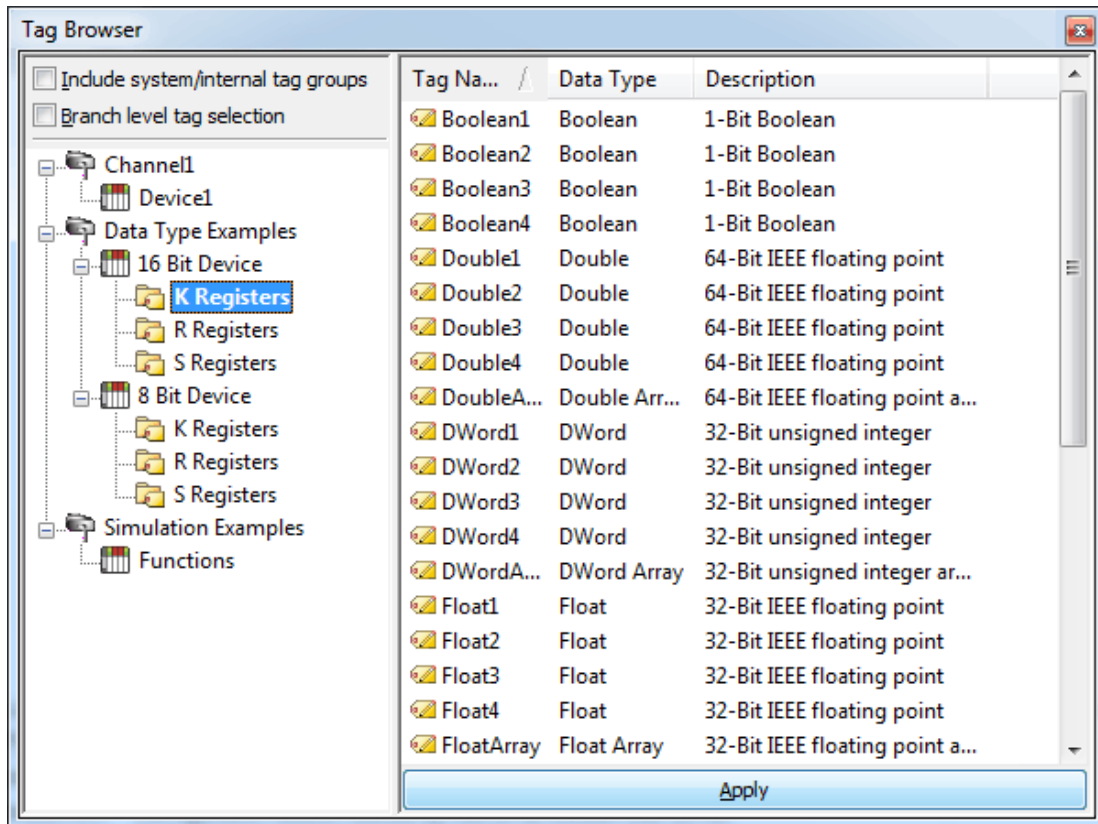 Tag Browser
Include system/internal tag groups
Branch level tag selection
Channel1
Device1
Data Type Examples
16 Bit Device
K Registers
R Registers
S Registers
8 Bit Device
K Registers
R Registers
S Registers
Simulation Examples
Functions
Tag Na... Data Type Description
Boolean1 Boolean 1-Bit Boolean
Boolean2 Boolean 1-Bit Boolean
Boolean3 Boolean 1-Bit Boolean
Boolean4 Boolean 1-Bit Boolean
Double1 Double 64-Bit IEEE floating point
Double2 Double 64-Bit IEEE floating point
Double3 Double 64-Bit IEEE floating point
Double4 Double 64-Bit IEEE floating point
DoubleA... Double Arr... 64-Bit IEEE floating point a...
DWord1 DWord 32-Bit unsigned integer
DWord2 DWord 32-Bit unsigned integer
DWord3 DWord 32-Bit unsigned integer
DWord4 DWord 32-Bit unsigned integer
DWordA... DWord Array 32-Bit unsigned integer ar...
Float1 Float 32-Bit IEEE floating point
Float2 Float 32-Bit IEEE floating point
Float3 Float 32-Bit IEEE floating point
Float4 Float 32-Bit IEEE floating point
FloatArray Float Array 32-Bit IEEE floating point a...
Apply